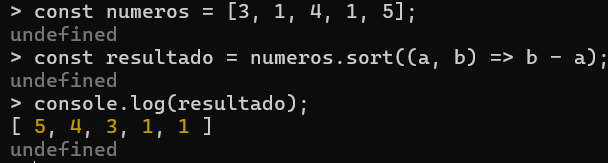 > const numeros = [3, 1, 4, 1, 5];
undefined
> const resultado = numeros.sort((a, b) => b - a);
undefined
> console.log(resultado);
[ 5, 4, 3, 1, 1 ]
undefined